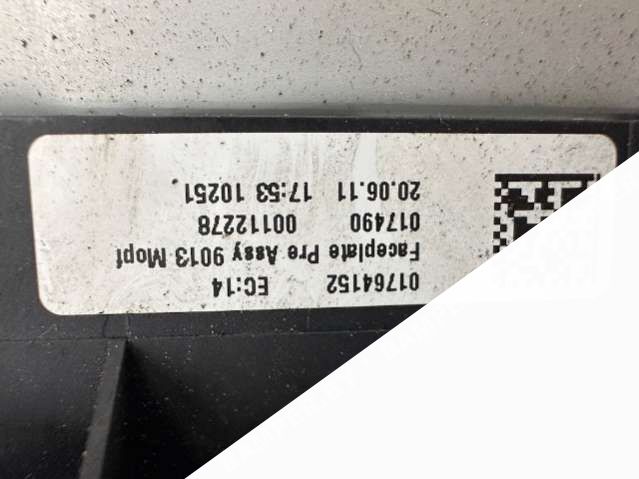 01764152 EC:14
Faceplate Pre Assy 9013 Mopf
017490 00112278
20.06.11 17:53 10251